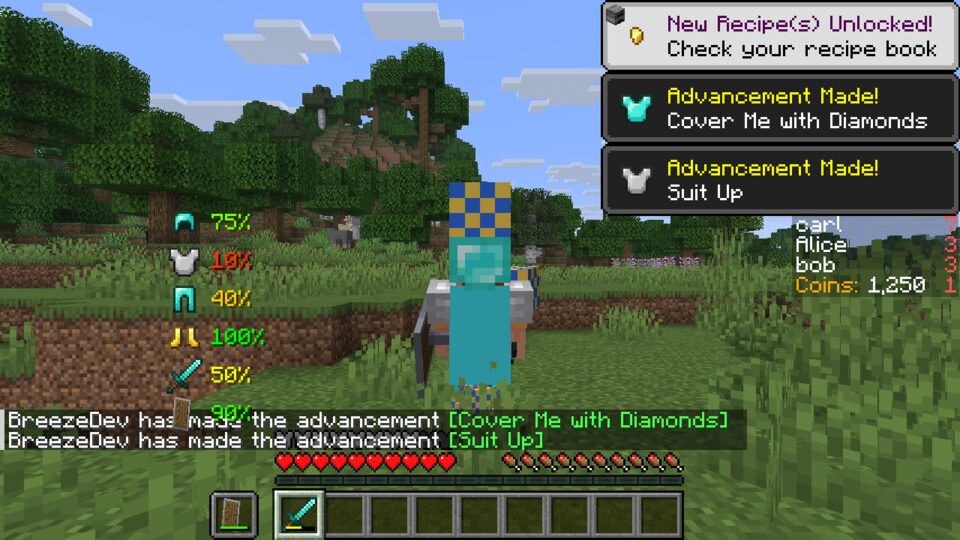 New Recipe(s) Unlocked!
Check your recipe book
Advancement Made!
Cover Me with Diamonds
Advancement Made!
Suit Up
carl 7
Alice 3
bob 3
Coins: 1,250 1
75%
10%
40%
100%
50%
90%
BreezeDev has made the advancement [Cover Me with Diamonds]
BreezeDev has made the advancement [Suit Up]